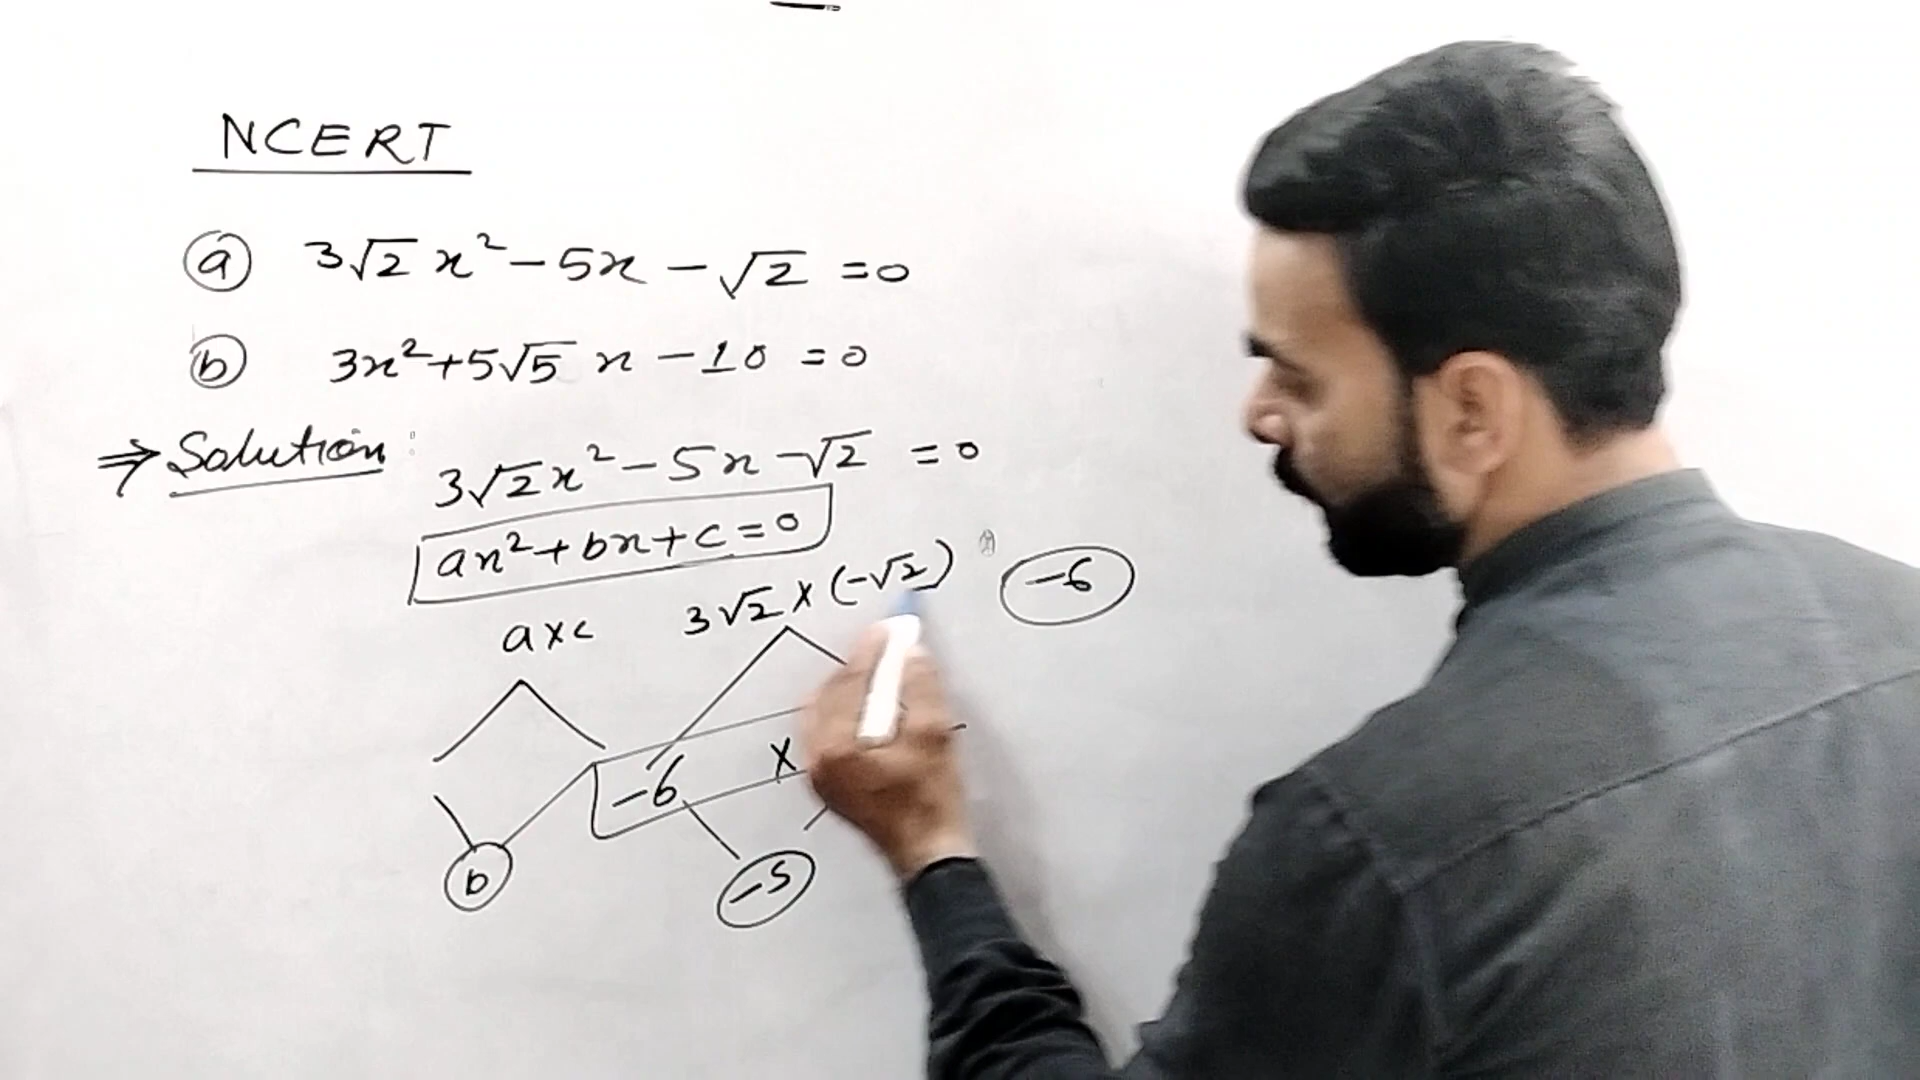 NCERT
(a) 3√2 x² - 5x - √2 = 0
(b) 3x² + 5√5 x - 10 = 0
⇒ Solution : 3√2x² - 5x - √2 = 0
ax² + bx + c = 0
a×c 3√2 × (-√2) -6
-6 ×
b -5